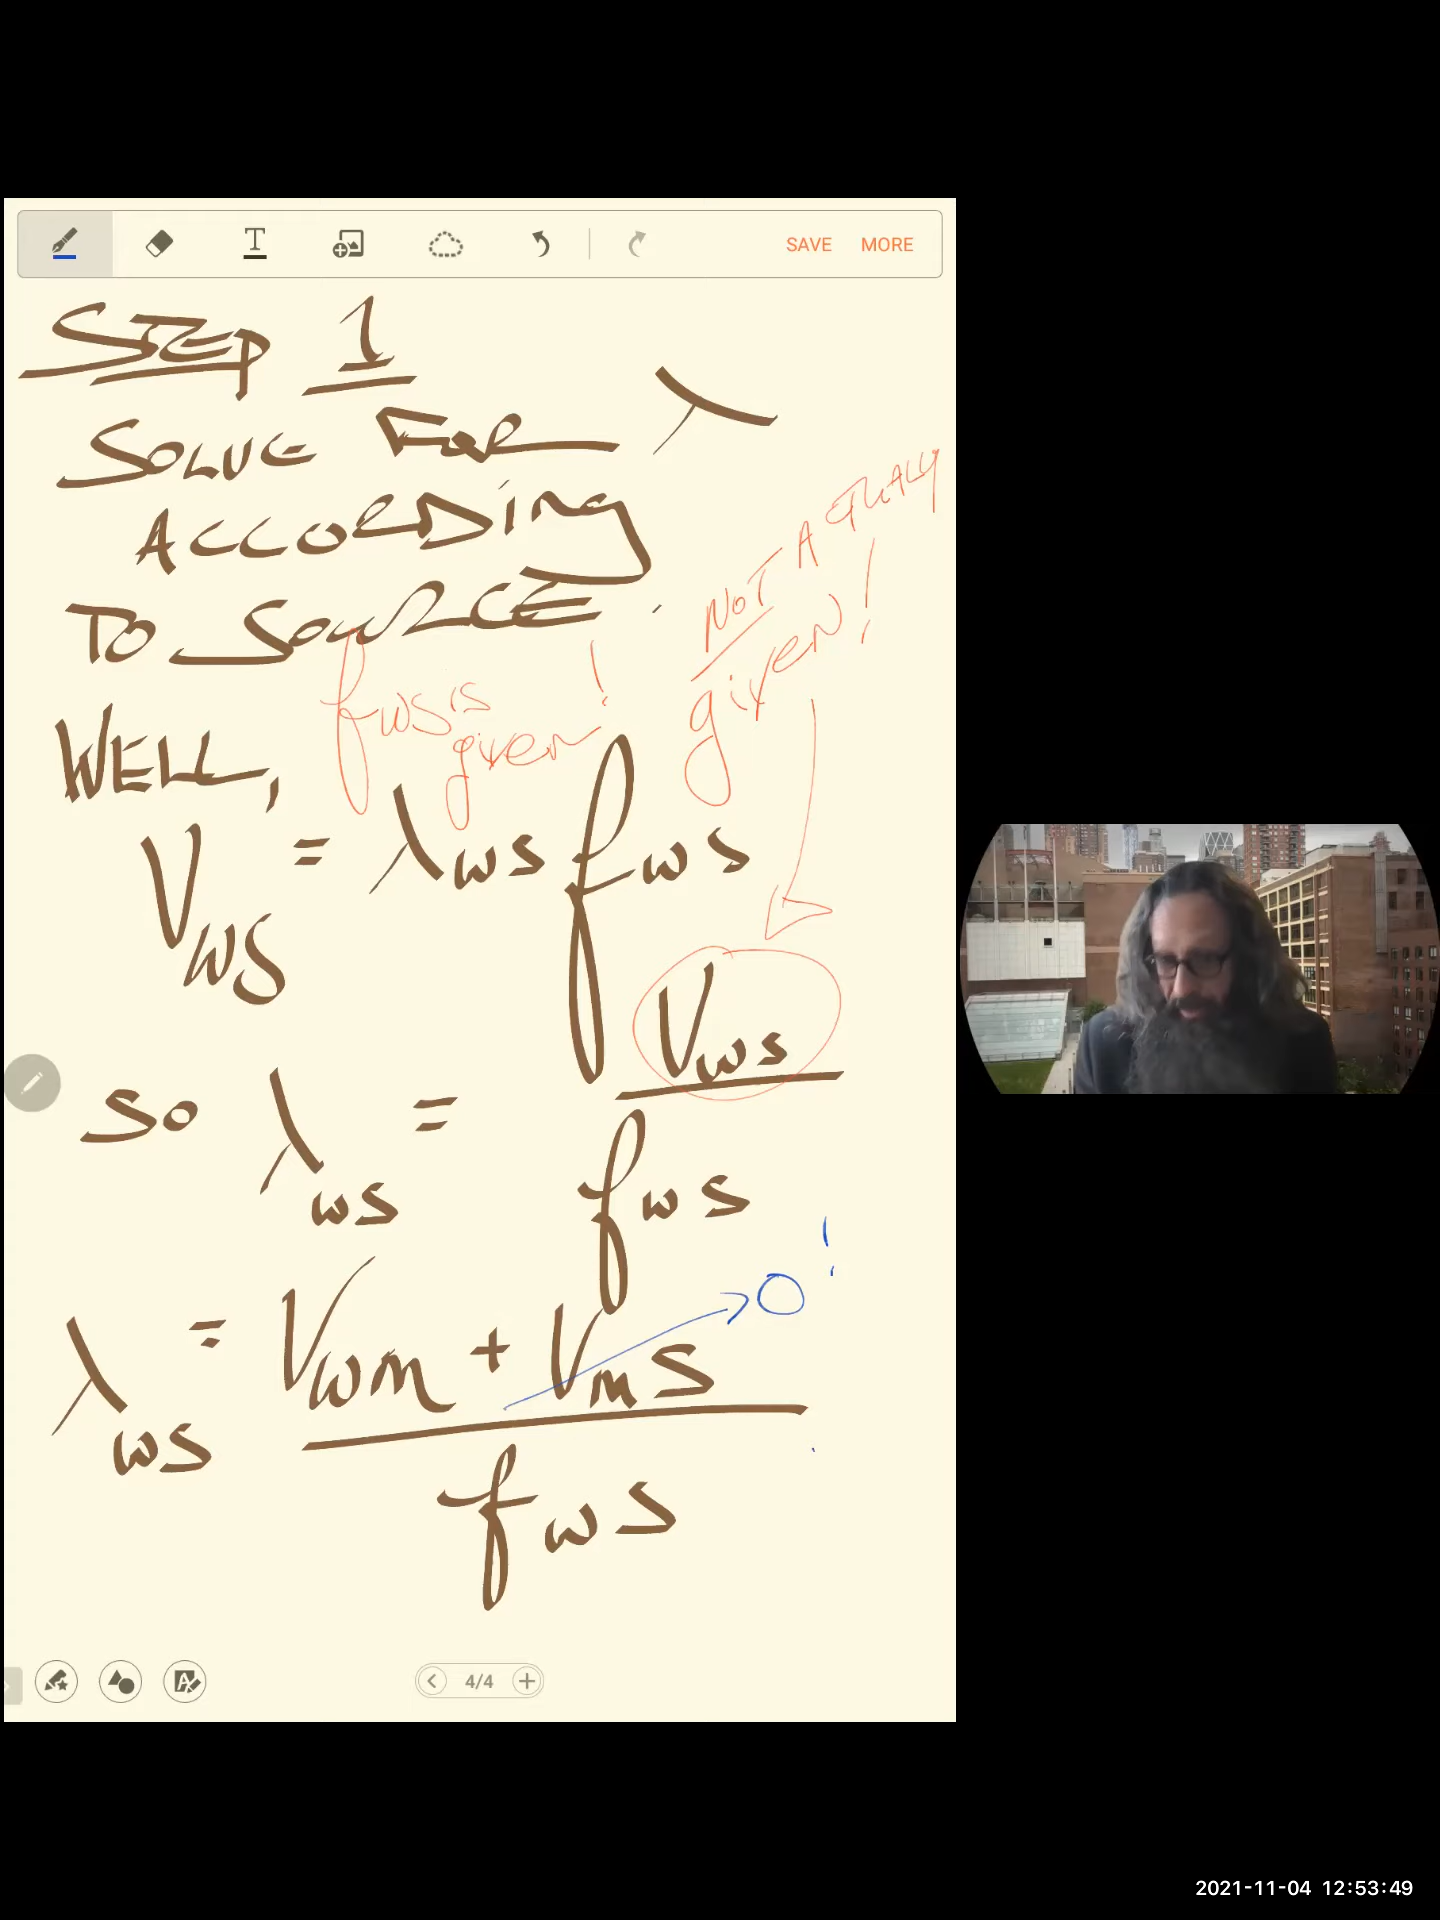 T SAVE MORE
STEP 1
SOLVE FOR λ
ACCORDING
TO SOURCE.
fws is given!
NOT ACTUALLY given!
WELL,
Vws = λws fws
so λws = Vws / fws
λws = Vwm + Vms / fws
→ 0!
4/4
2021-11-04 12:53:49